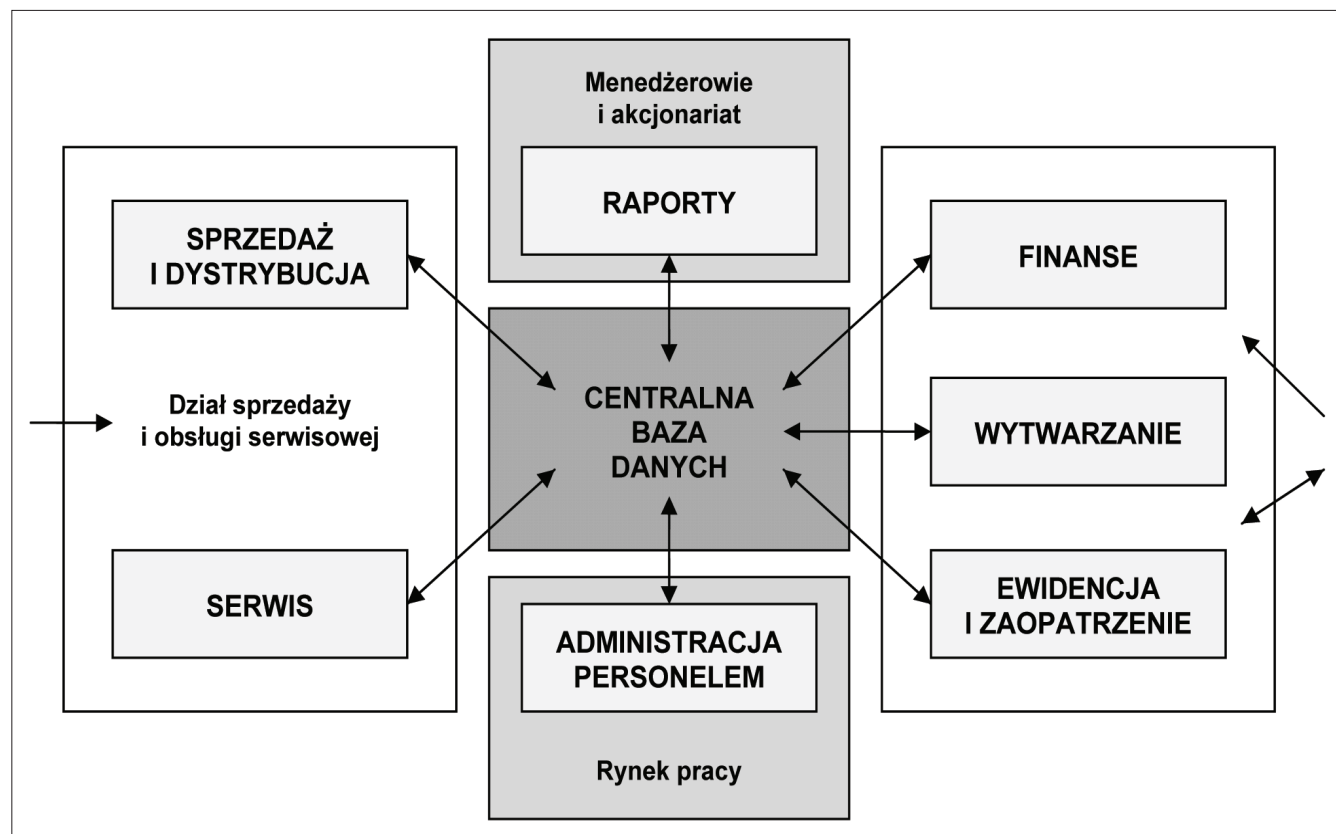 Menedżerowie
i akcjonariat
RAPORTY
SPRZEDAŻ
I DYSTRYBUCJA
Dział sprzedaży
i obsługi serwisowej
SERWIS
CENTRALNA
BAZA
DANYCH
ADMINISTRACJA
PERSONELEM
Rynek pracy
FINANSE
WYTWARZANIE
EWIDENCJA
I ZAOPATRZENIE